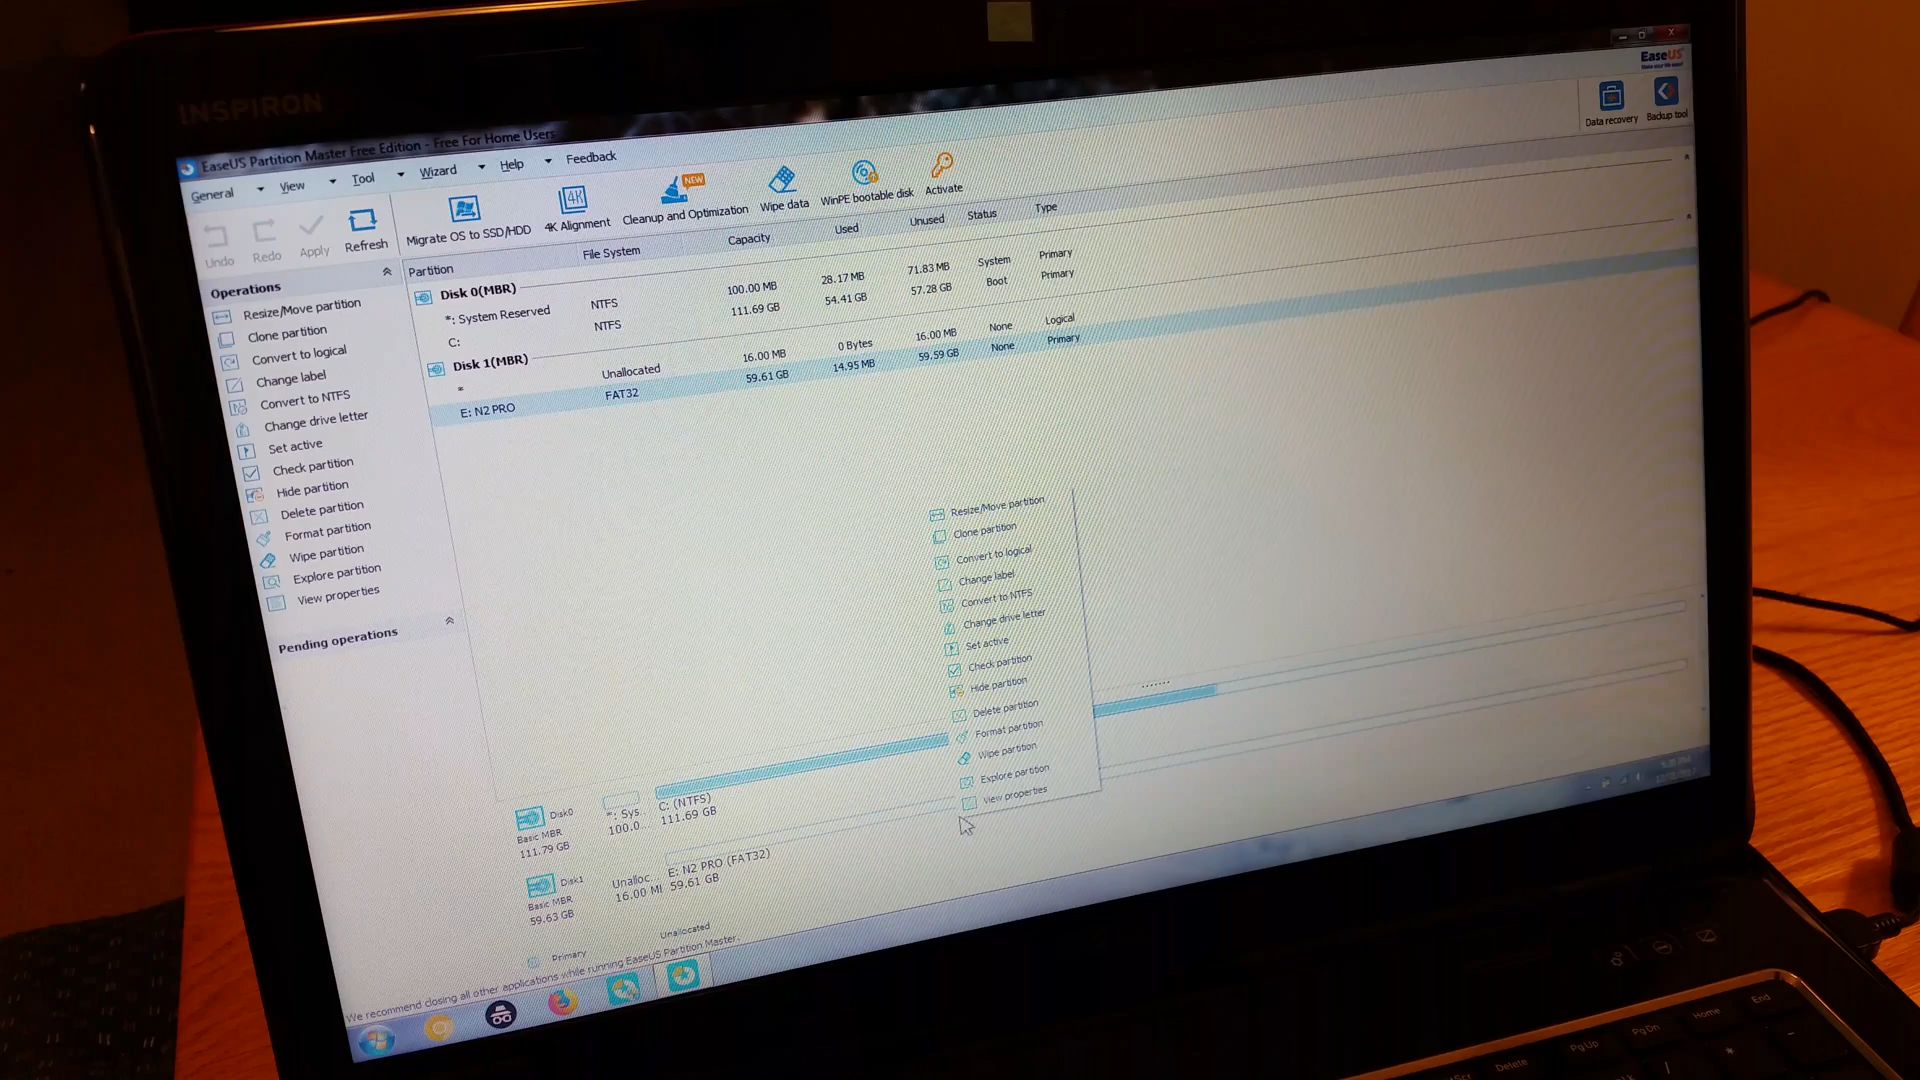 INSPIRON
EaseUS Partition Master Free Edition - Free For Home Users
EaseUS
General View Tool Wizard Help Feedback
Data recovery Backup tool
Undo Redo Apply Refresh Migrate OS to SSD/HDD 4K Alignment Cleanup and Optimization Wipe data WinPE bootable disk Activate
4K
NEW
Partition File System Capacity Used Unused Status Type
Disk 0(MBR)
*: System Reserved NTFS 100.00 MB 28.17 MB 71.83 MB System Primary
C: NTFS 111.69 GB 54.41 GB 57.28 GB Boot Primary
Disk 1(MBR)
* Unallocated 16.00 MB 0 Bytes 16.00 MB None Logical
E: N2 PRO FAT32 59.61 GB 14.95 MB 59.59 GB None Primary
Operations
Resize/Move partition
Clone partition
Convert to logical
Change label
Convert to NTFS
Change drive letter
Set active
Check partition
Hide partition
Delete partition
Format partition
Wipe partition
Explore partition
View properties
Pending operations
Resize/Move partition
Clone partition
Convert to logical
Change label
Convert to NTFS
Change drive letter
Set active
Check partition
Hide partition
Delete partition
Format partition
Wipe partition
Explore partition
View properties
Disk0
Basic MBR
111.79 GB
*: Sys..
100.0...
C: (NTFS)
111.69 GB
Disk1
Basic MBR
59.63 GB
Unalloc..
16.00 MI
E: N2 PRO (FAT32)
59.61 GB
Primary Unallocated
We recommend closing all other applications while running EaseUS Partition Master.
Delete PgUp PgDn Home End